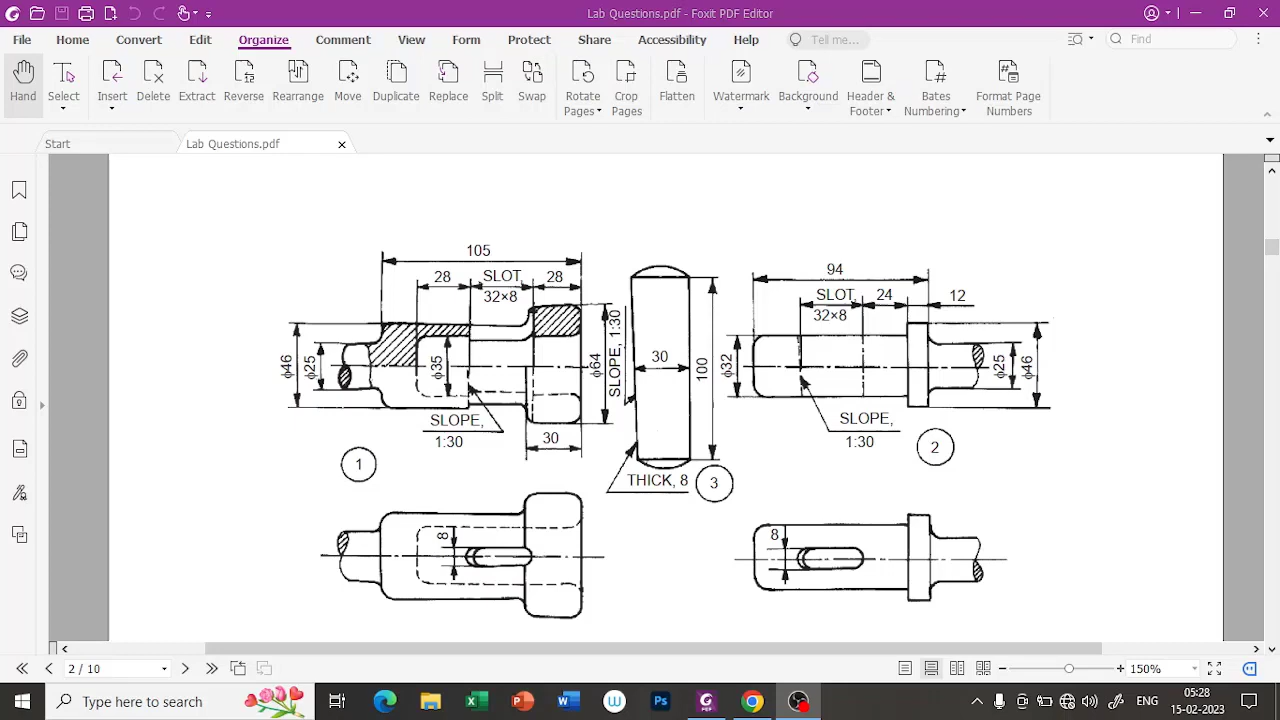 Lab Questions.pdf - Foxit PDF Editor
File Home Convert Edit Organize Comment View Form Protect Share Accessibility Help Tell me... Find
Hand Select Insert Delete Extract Reverse Rearrange Move Duplicate Replace Split Swap Rotate Pages Crop Pages Flatten Watermark Background Header & Footer Bates Numbering Format Page Numbers
Start Lab Questions.pdf
105
28 SLOT, 32×8 28
ϕ46 ϕ25 ϕ35 ϕ64
SLOPE, 1:30
30
1
SLOPE, 1:30
30
100
THICK, 8
3
94
SLOT, 32×8 24 12
ϕ32 ϕ25 ϕ46
SLOPE, 1:30
2
8
8
2 / 10 150%
Type here to search ENG 05:28
15-02-2023